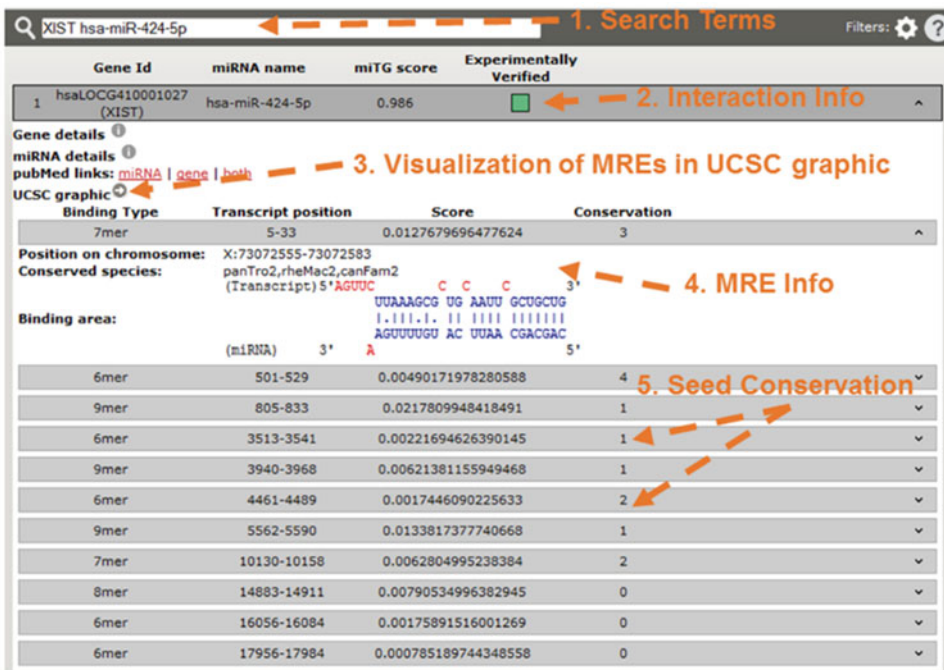 XIST hsa-miR-424-5p 1. Search Terms Filters: ?
Gene Id miRNA name miTG score Experimentally Verified
1 hsaLOCG410001027 (XIST) hsa-miR-424-5p 0.986 2. Interaction Info
Gene details
miRNA details
pubMed links: miRNA | gene | both
3. Visualization of MREs in UCSC graphic
UCSC graphic
Binding Type Transcript position Score Conservation
7mer 5-33 0.0127679696477624 3
Position on chromosome: X:73072555-73072583
Conserved species: panTro2,rheMac2,canFam2
4. MRE Info
(Transcript) 5' AGUUC C C C 3'
UUAAAGCG UG AAUU GCUGCUG
Binding area: |.|||.|. || |||| |||||||
AGUUUUGU AC UUAA CGACGAC
(miRNA) 3' A 5'
6mer 501-529 0.00490171978280588 4
5. Seed Conservation
9mer 805-833 0.0217809948418491 1
6mer 3513-3541 0.00221694626390145 1
9mer 3940-3968 0.00621381155949468 1
6mer 4461-4489 0.0017446090225633 2
9mer 5562-5590 0.0133817377740668 1
7mer 10130-10158 0.0062804995238384 2
8mer 14883-14911 0.00790534996382945 0
6mer 16056-16084 0.00175891516001269 0
6mer 17956-17984 0.000785189744348558 0